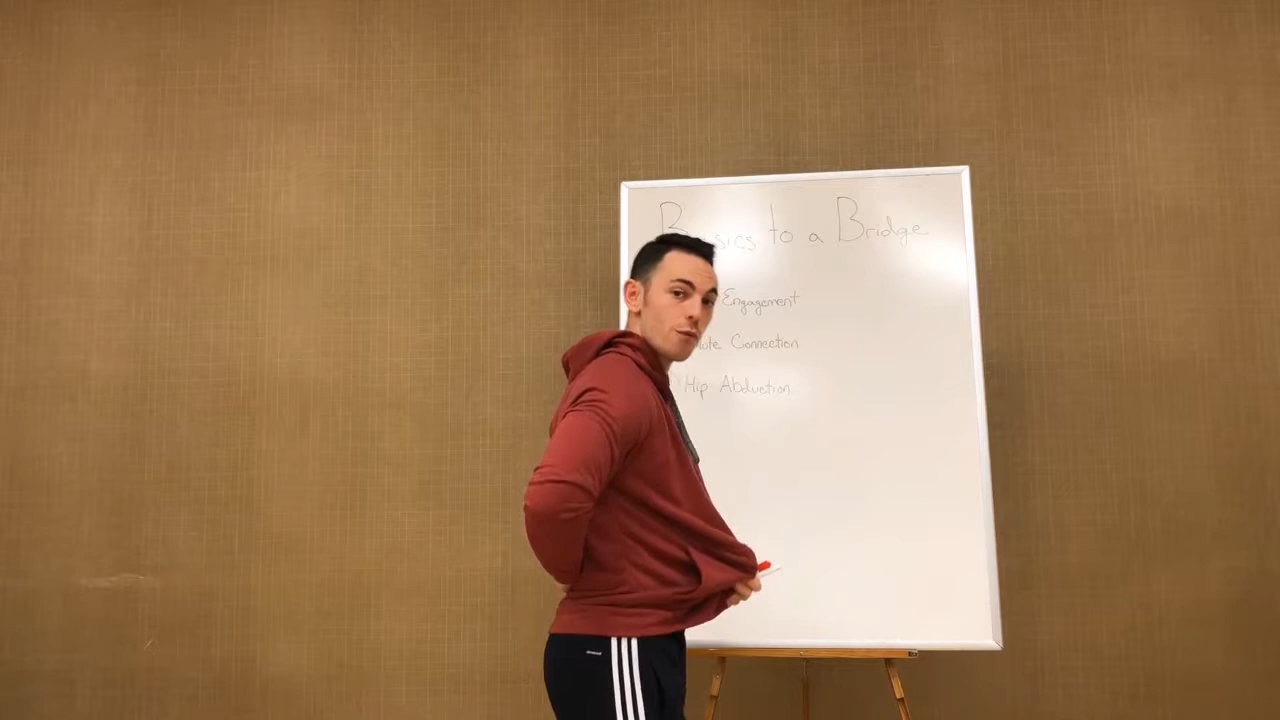 Basics to a Bridge
Engagement
Glute Connection
Hip Abduction